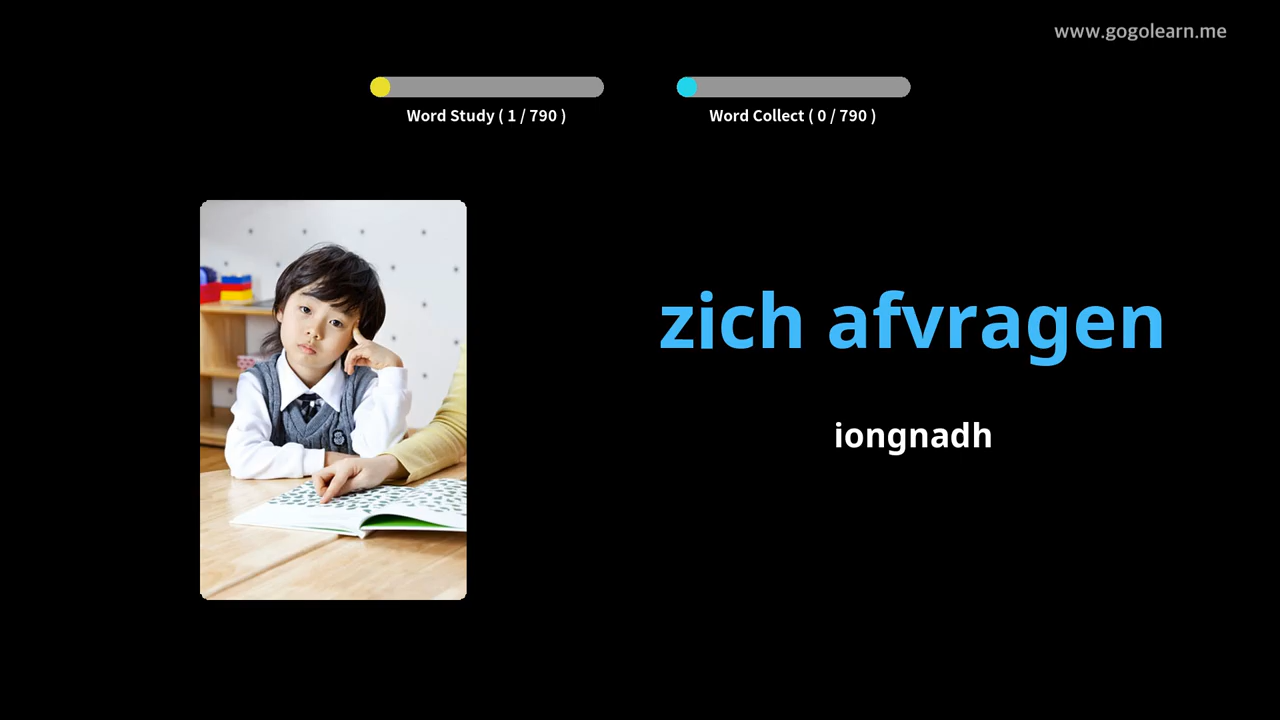 www.gogolearn.me
Word Study ( 1 / 790 )
Word Collect ( 0 / 790 )
zich afvragen
iongnadh